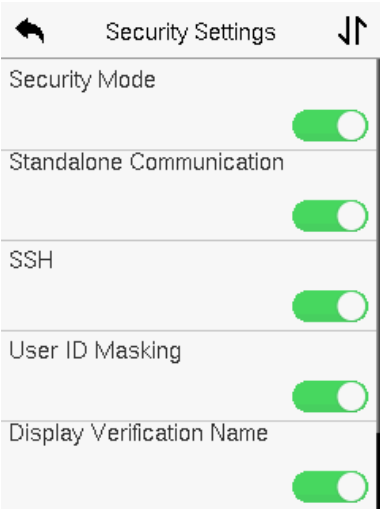 Security Settings
Security Mode
Standalone Communication
SSH
User ID Masking
Display Verification Name